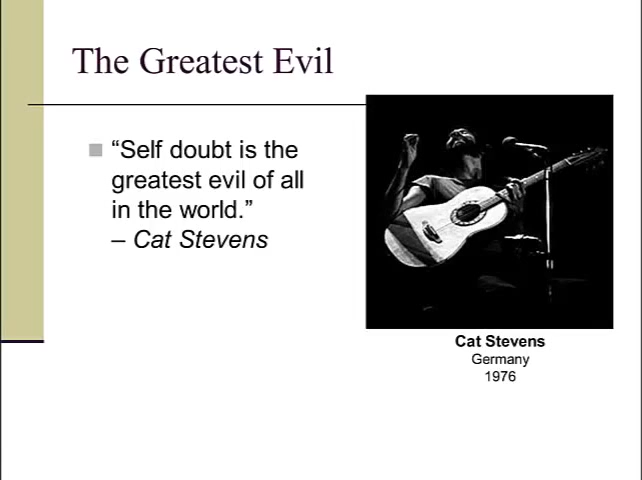 The Greatest Evil
“Self doubt is the
greatest evil of all
in the world.”
– Cat Stevens
Cat Stevens
Germany
1976